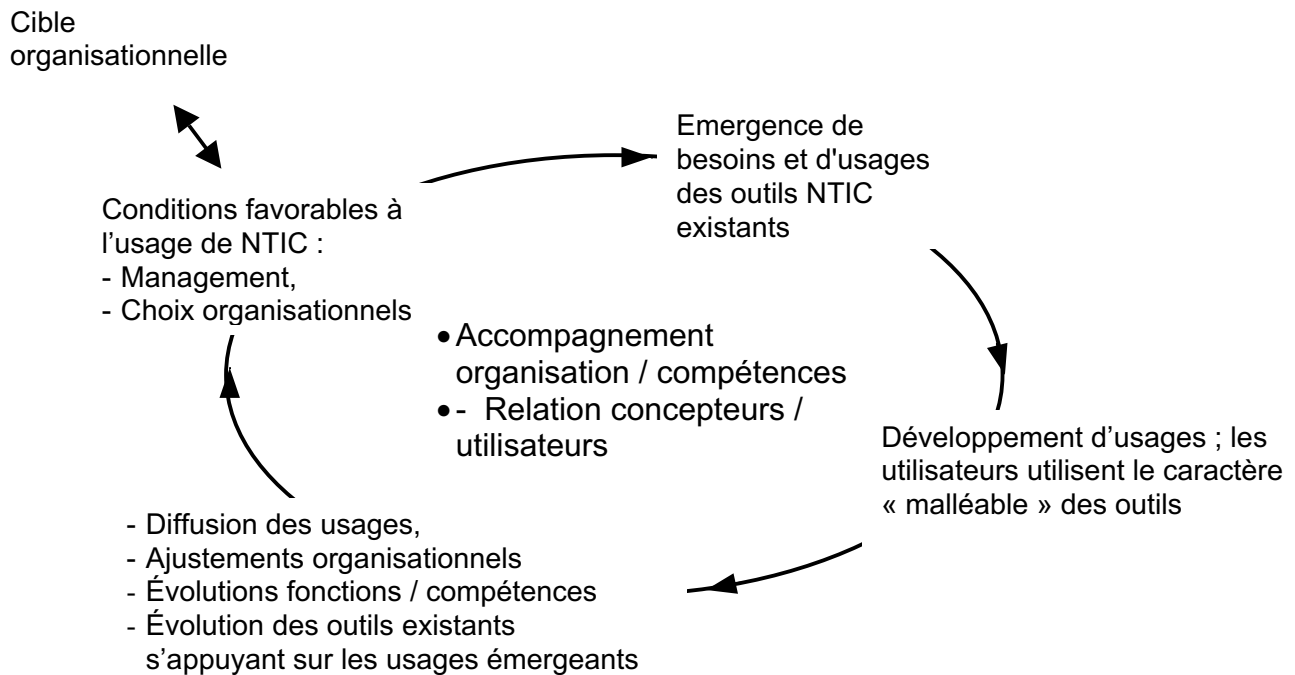 Cible
organisationnelle
Emergence de
besoins et d'usages
des outils NTIC
existants
Conditions favorables à
l’usage de NTIC :
- Management,
- Choix organisationnels
• Accompagnement
organisation / compétences
• - Relation concepteurs /
utilisateurs
Développement d’usages ; les
utilisateurs utilisent le caractère
« malléable » des outils
- Diffusion des usages,
- Ajustements organisationnels
- Évolutions fonctions / compétences
- Évolution des outils existants
s’appuyant sur les usages émergeants